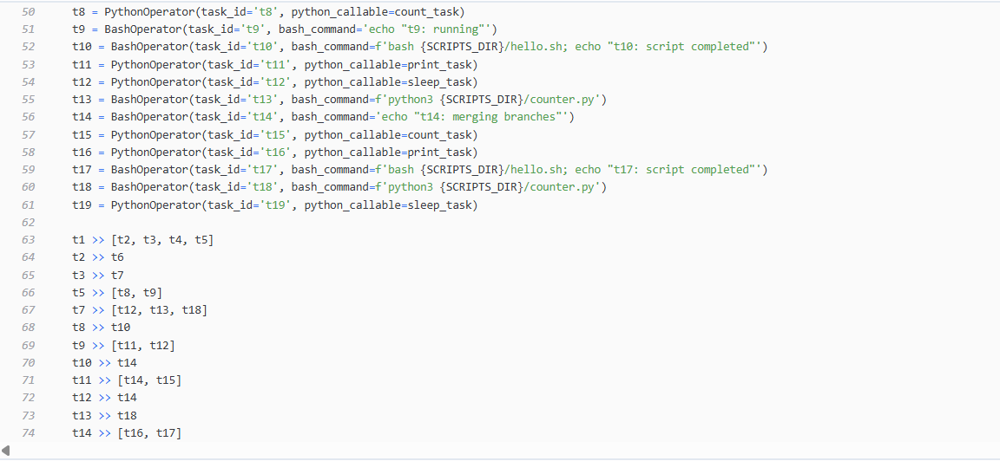 50 t8 = PythonOperator(task_id='t8', python_callable=count_task)
51 t9 = BashOperator(task_id='t9', bash_command='echo "t9: running"')
52 t10 = BashOperator(task_id='t10', bash_command=f'bash {SCRIPTS_DIR}/hello.sh; echo "t10: script completed"')
53 t11 = PythonOperator(task_id='t11', python_callable=print_task)
54 t12 = PythonOperator(task_id='t12', python_callable=sleep_task)
55 t13 = BashOperator(task_id='t13', bash_command=f'python3 {SCRIPTS_DIR}/counter.py')
56 t14 = BashOperator(task_id='t14', bash_command='echo "t14: merging branches"')
57 t15 = PythonOperator(task_id='t15', python_callable=count_task)
58 t16 = PythonOperator(task_id='t16', python_callable=print_task)
59 t17 = BashOperator(task_id='t17', bash_command=f'bash {SCRIPTS_DIR}/hello.sh; echo "t17: script completed"')
60 t18 = BashOperator(task_id='t18', bash_command=f'python3 {SCRIPTS_DIR}/counter.py')
61 t19 = PythonOperator(task_id='t19', python_callable=sleep_task)
62
63 t1 >> [t2, t3, t4, t5]
64 t2 >> t6
65 t3 >> t7
66 t5 >> [t8, t9]
67 t7 >> [t12, t13, t18]
68 t8 >> t10
69 t9 >> [t11, t12]
70 t10 >> t14
71 t11 >> [t14, t15]
72 t12 >> t14
73 t13 >> t18
74 t14 >> [t16, t17]